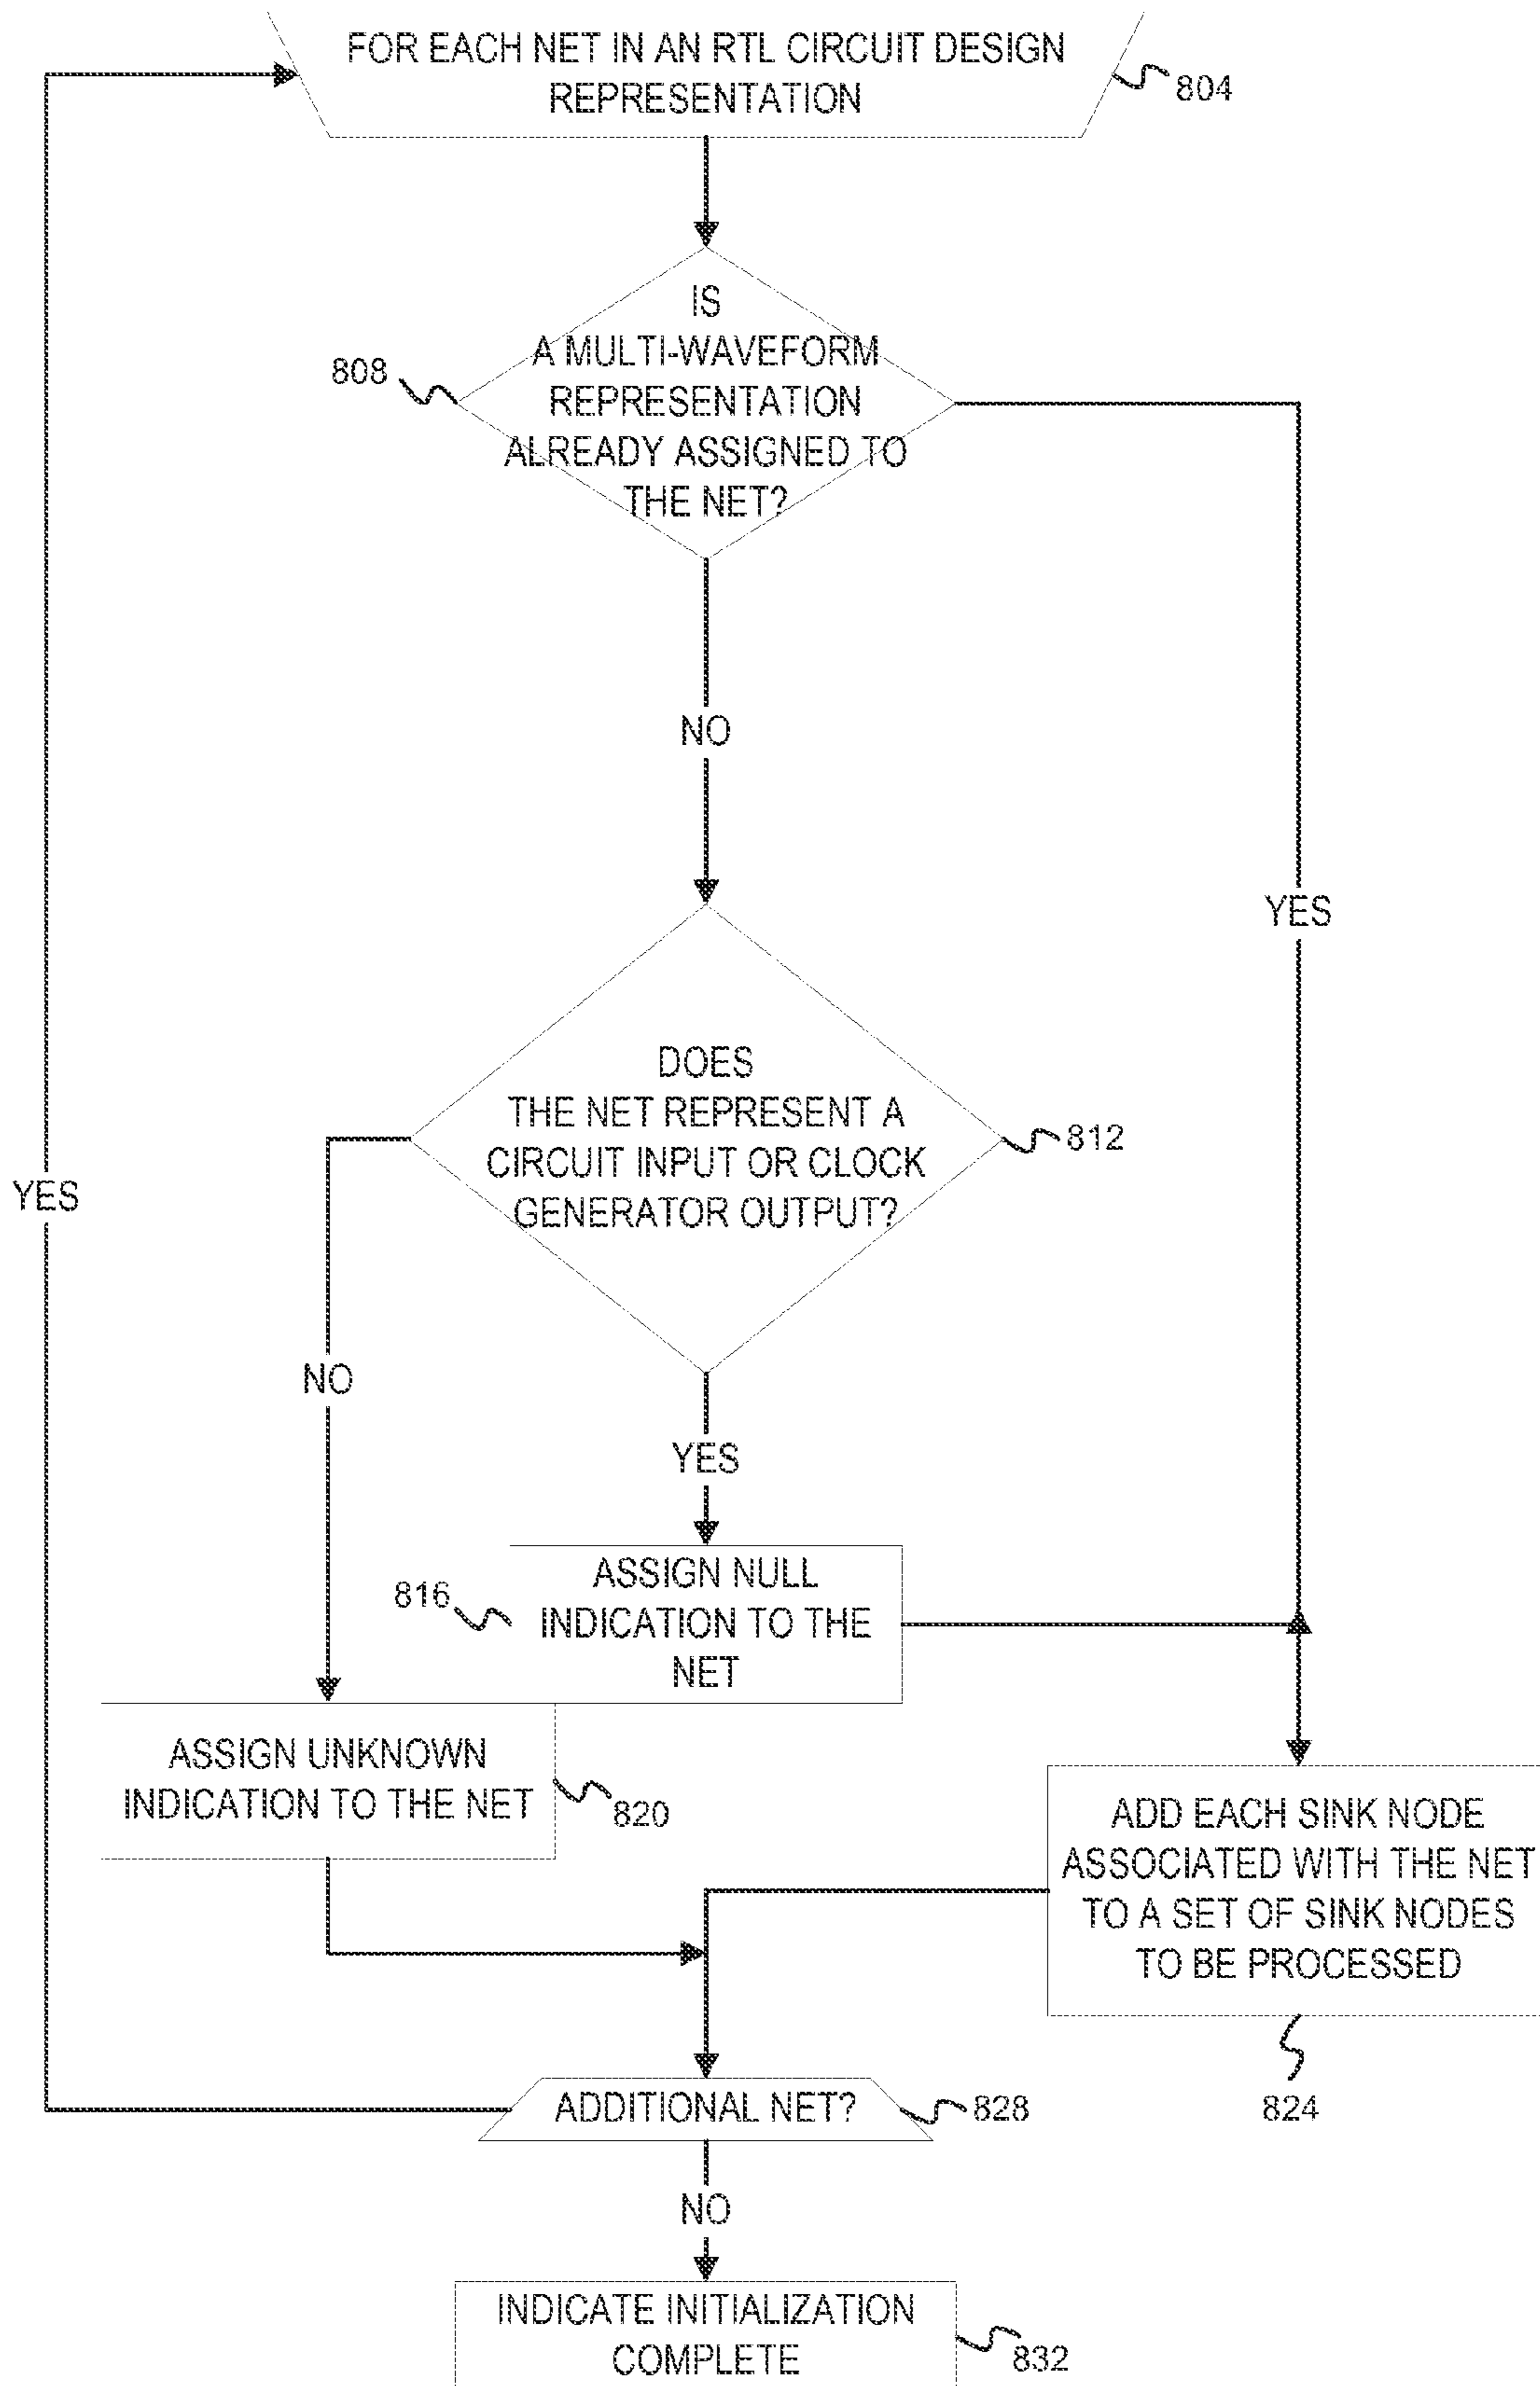 FOR EACH NET IN AN RTL CIRCUIT DESIGN
REPRESENTATION
804
IS
A MULTI-WAVEFORM
REPRESENTATION
ALREADY ASSIGNED TO
THE NET?
808
NO
YES
DOES
THE NET REPRESENT A
CIRCUIT INPUT OR CLOCK
GENERATOR OUTPUT?
812
YES
NO
YES
ASSIGN NULL
INDICATION TO THE
NET
816
ASSIGN UNKNOWN
INDICATION TO THE NET
820
ADD EACH SINK NODE
ASSOCIATED WITH THE NET
TO A SET OF SINK NODES
TO BE PROCESSED
824
ADDITIONAL NET?
828
NO
INDICATE INITIALIZATION
COMPLETE
832